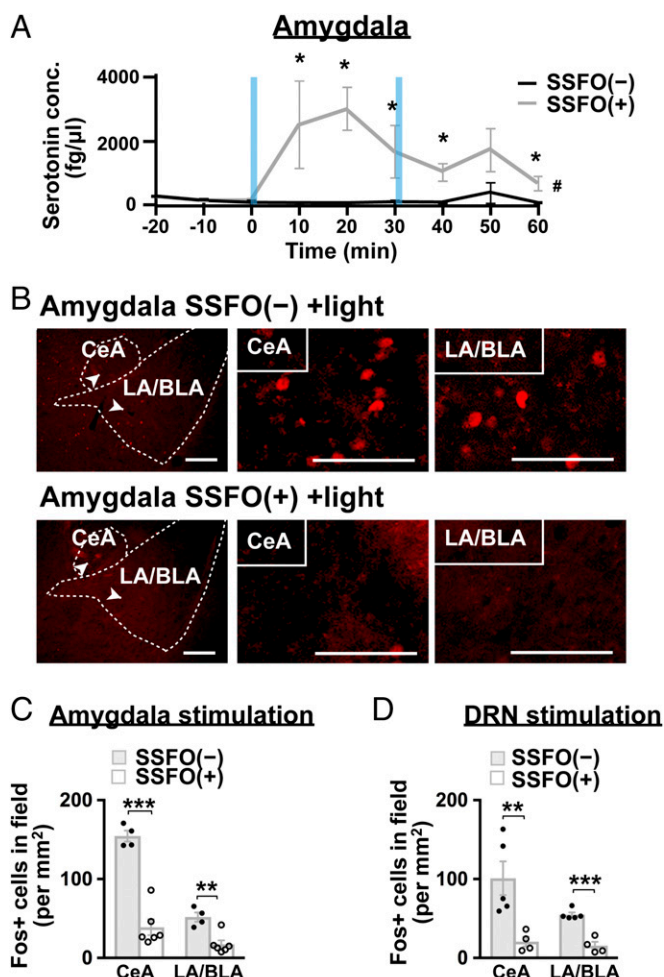 A
Amygdala
Serotonin conc.
(fg/µl)
4000
2000
0
* * * * *
#
SSFO(−)
SSFO(+)
-20 -10 0 10 20 30 40 50 60
Time (min)
B
Amygdala SSFO(−) +light
CeA
LA/BLA
CeA
LA/BLA
Amygdala SSFO(+) +light
CeA
LA/BLA
CeA
LA/BLA
C
Amygdala stimulation
SSFO(−)
SSFO(+)
Fos+ cells in field
(per mm²)
200
100
0
***
**
CeA LA/BLA
D
DRN stimulation
SSFO(−)
SSFO(+)
Fos+ cells in field
(per mm²)
200
100
0
**
***
CeA LA/BLA